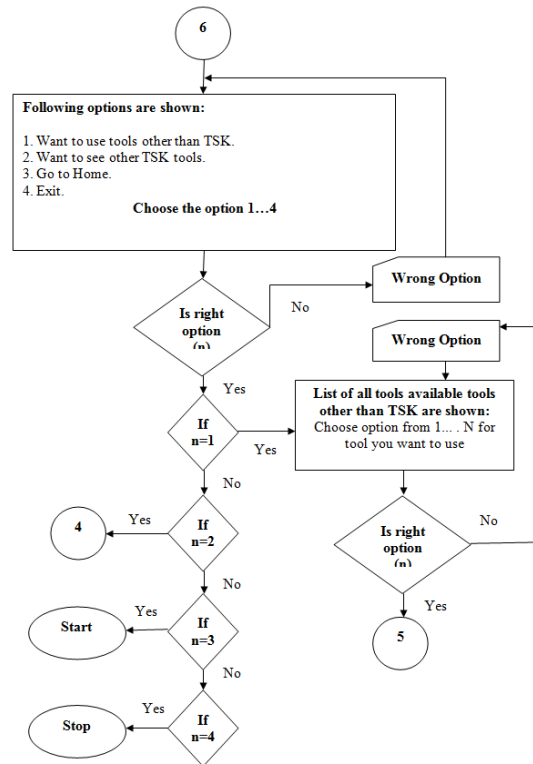 6
Following options are shown:
1. Want to use tools other than TSK.
2. Want to see other TSK tools.
3. Go to Home.
4. Exit.
Choose the option 1...4
Wrong Option
No
Is right
option
(n)
Wrong Option
Yes
List of all tools available tools
other than TSK are shown:
Choose option from 1... . N for
tool you want to use
If
n=1
Yes
No
4
Yes
If
n=2
Is right
option
(n)
No
No
Yes
Start
Yes
If
n=3
5
No
Stop
Yes
If
n=4